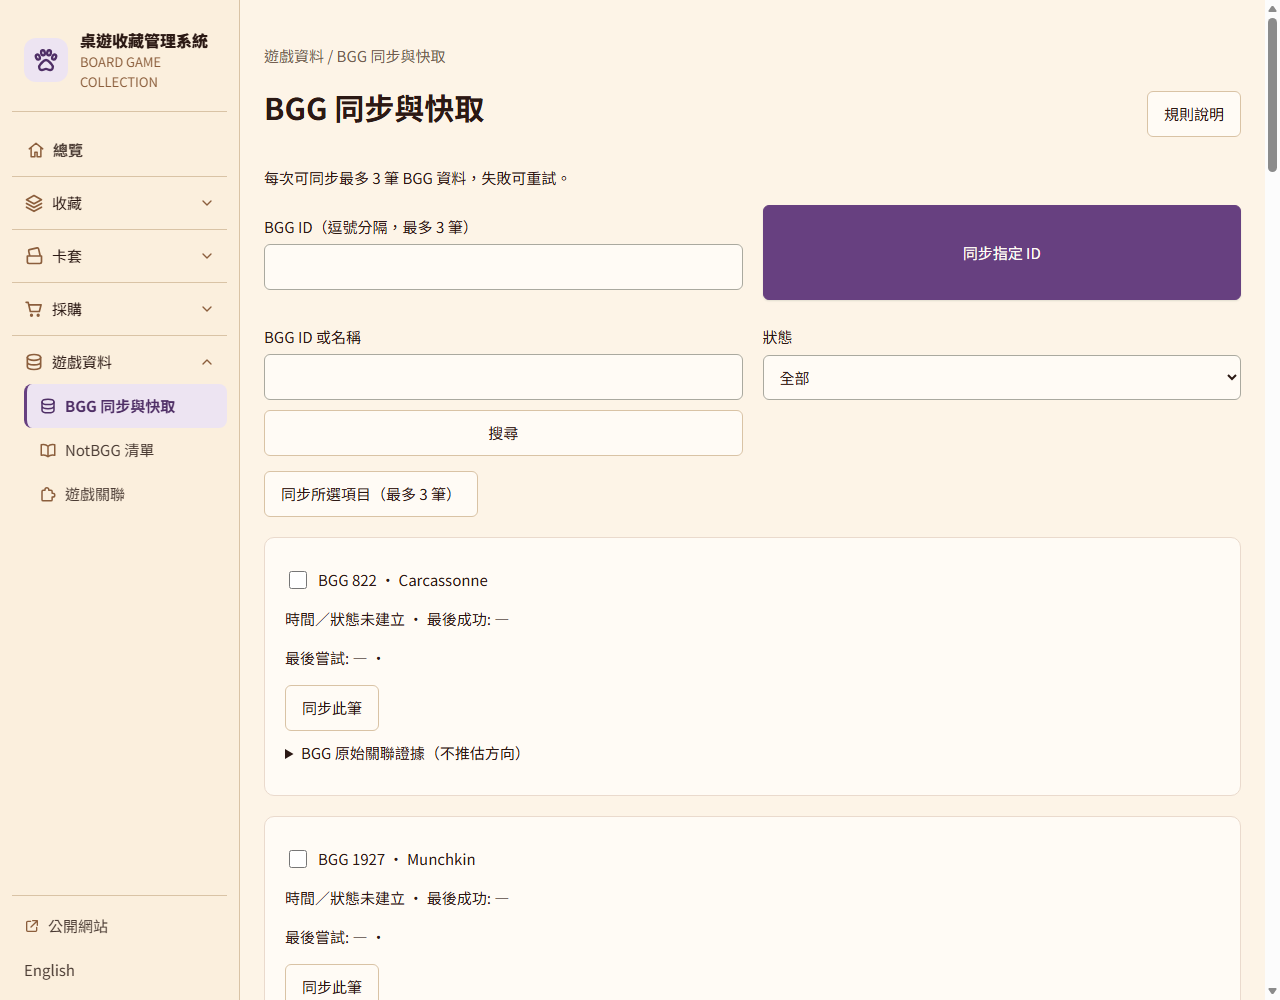 桌遊收藏管理系統
BOARD GAME
COLLECTION
總覽
收藏
卡套
採購
遊戲資料
BGG 同步與快取
NotBGG 清單
遊戲關聯
公開網站
English
遊戲資料 / BGG 同步與快取
BGG 同步與快取
規則說明
每次可同步最多 3 筆 BGG 資料，失敗可重試。
BGG ID（逗號分隔，最多 3 筆）
同步指定 ID
BGG ID 或名稱
狀態
全部
搜尋
同步所選項目（最多 3 筆）
BGG 822 · Carcassonne
時間／狀態未建立 · 最後成功: —
最後嘗試: — ·
同步此筆
BGG 原始關聯證據（不推估方向）
BGG 1927 · Munchkin
時間／狀態未建立 · 最後成功: —
最後嘗試: — ·
同步此筆